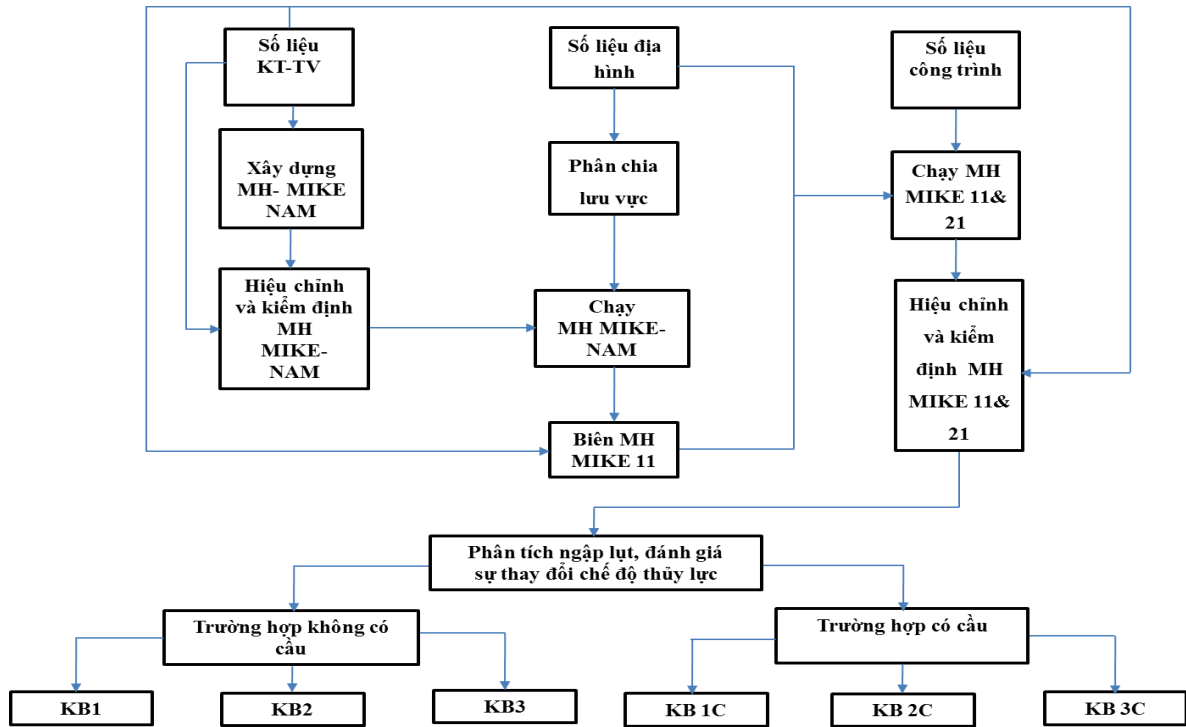 Số liệu
KT-TV
Số liệu địa
hình
Số liệu
công trình
Xây dựng
MH- MIKE
NAM
Phân chia
lưu vực
Chạy MH
MIKE 11&
21
Hiệu chỉnh
và kiểm định
MH
MIKE-
NAM
Chạy
MH MIKE-
NAM
Hiệu chỉnh
và kiểm
định MH
MIKE 11&
21
Biên MH
MIKE 11
Phân tích ngập lụt, đánh giá
sự thay đổi chế độ thủy lực
Trường hợp không có
cầu
Trường hợp có cầu
KB1
KB2
KB3
KB 1C
KB 2C
KB 3C